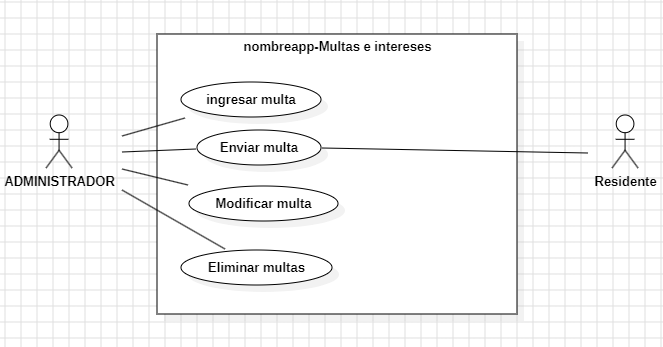 nombreapp-Multas e intereses
ingresar multa
Enviar multa
ADMINISTRADOR
Residente
Modificar multa
Eliminar multas